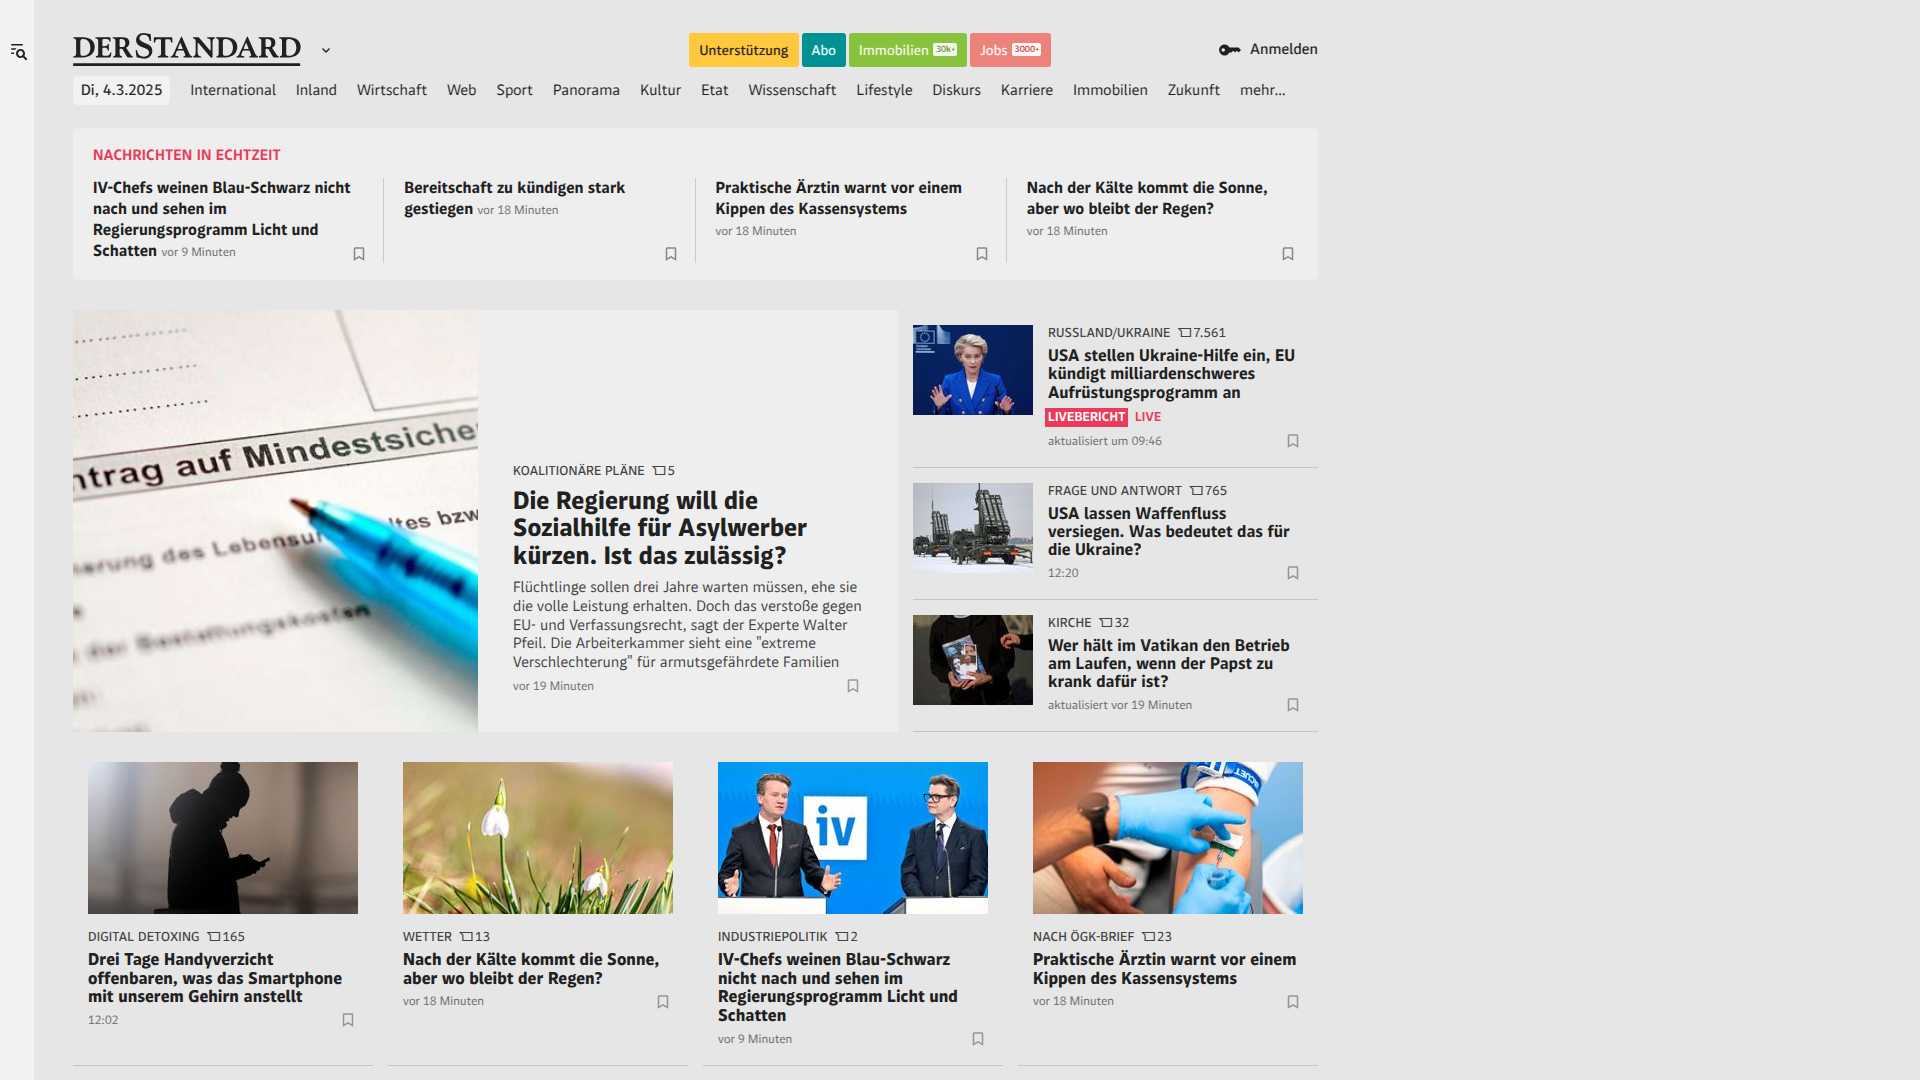 DERSTANDARD
Unterstützung
Abo
Immobilien 30k+
Jobs 3000+
Anmelden
Di, 4.3.2025
International
Inland
Wirtschaft
Web
Sport
Panorama
Kultur
Etat
Wissenschaft
Lifestyle
Diskurs
Karriere
Immobilien
Zukunft
mehr...
NACHRICHTEN IN ECHTZEIT
IV-Chefs weinen Blau-Schwarz nicht
nach und sehen im
Regierungsprogramm Licht und
Schatten vor 9 Minuten
Bereitschaft zu kündigen stark
gestiegen vor 18 Minuten
Praktische Ärztin warnt vor einem
Kippen des Kassensystems
vor 18 Minuten
Nach der Kälte kommt die Sonne,
aber wo bleibt der Regen?
vor 18 Minuten
ntrag auf Mindestsiche
KOALITIONÄRE PLÄNE 5
Die Regierung will die
Sozialhilfe für Asylwerber
kürzen. Ist das zulässig?
Flüchtlinge sollen drei Jahre warten müssen, ehe sie
die volle Leistung erhalten. Doch das verstoße gegen
EU- und Verfassungsrecht, sagt der Experte Walter
Pfeil. Die Arbeiterkammer sieht eine "extreme
Verschlechterung" für armutsgefährdete Familien
vor 19 Minuten
RUSSLAND/UKRAINE 7.561
USA stellen Ukraine-Hilfe ein, EU
kündigt milliardenschweres
Aufrüstungsprogramm an
LIVEBERICHT LIVE
aktualisiert um 09:46
FRAGE UND ANTWORT 765
USA lassen Waffenfluss
versiegen. Was bedeutet das für
die Ukraine?
12:20
KIRCHE 32
Wer hält im Vatikan den Betrieb
am Laufen, wenn der Papst zu
krank dafür ist?
aktualisiert vor 19 Minuten
DIGITAL DETOXING 165
Drei Tage Handyverzicht
offenbaren, was das Smartphone
mit unserem Gehirn anstellt
12:02
WETTER 13
Nach der Kälte kommt die Sonne,
aber wo bleibt der Regen?
vor 18 Minuten
iv
INDUSTRIEPOLITIK 2
IV-Chefs weinen Blau-Schwarz
nicht nach und sehen im
Regierungsprogramm Licht und
Schatten
vor 9 Minuten
NACH ÖGK-BRIEF 23
Praktische Ärztin warnt vor einem
Kippen des Kassensystems
vor 18 Minuten